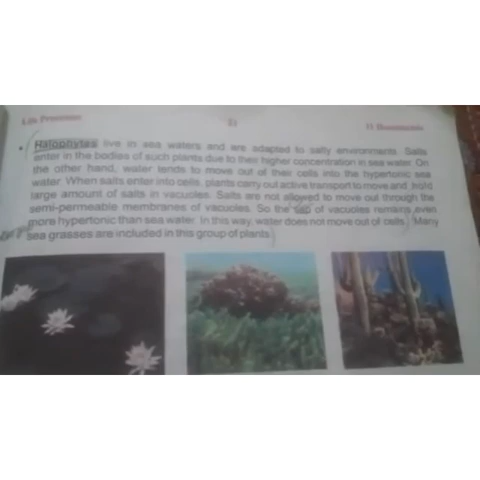 Life Processes
21
• Halophytes live in sea waters and are adapted to salty environments. Salts
enter in the bodies of such plants due to their higher concentration in sea water. On
the other hand, water tends to move out of their cells into the hypertonic sea
water. When salts enter into cells, plants carry out active transport to move and hold
large amount of salts in vacuoles. Salts are not allowed to move out through the
semi-permeable membranes of vacuoles. So the sap of vacuoles remains even
more hypertonic than sea water. In this way, water does not move out of cells. Many
sea grasses are included in this group of plants.